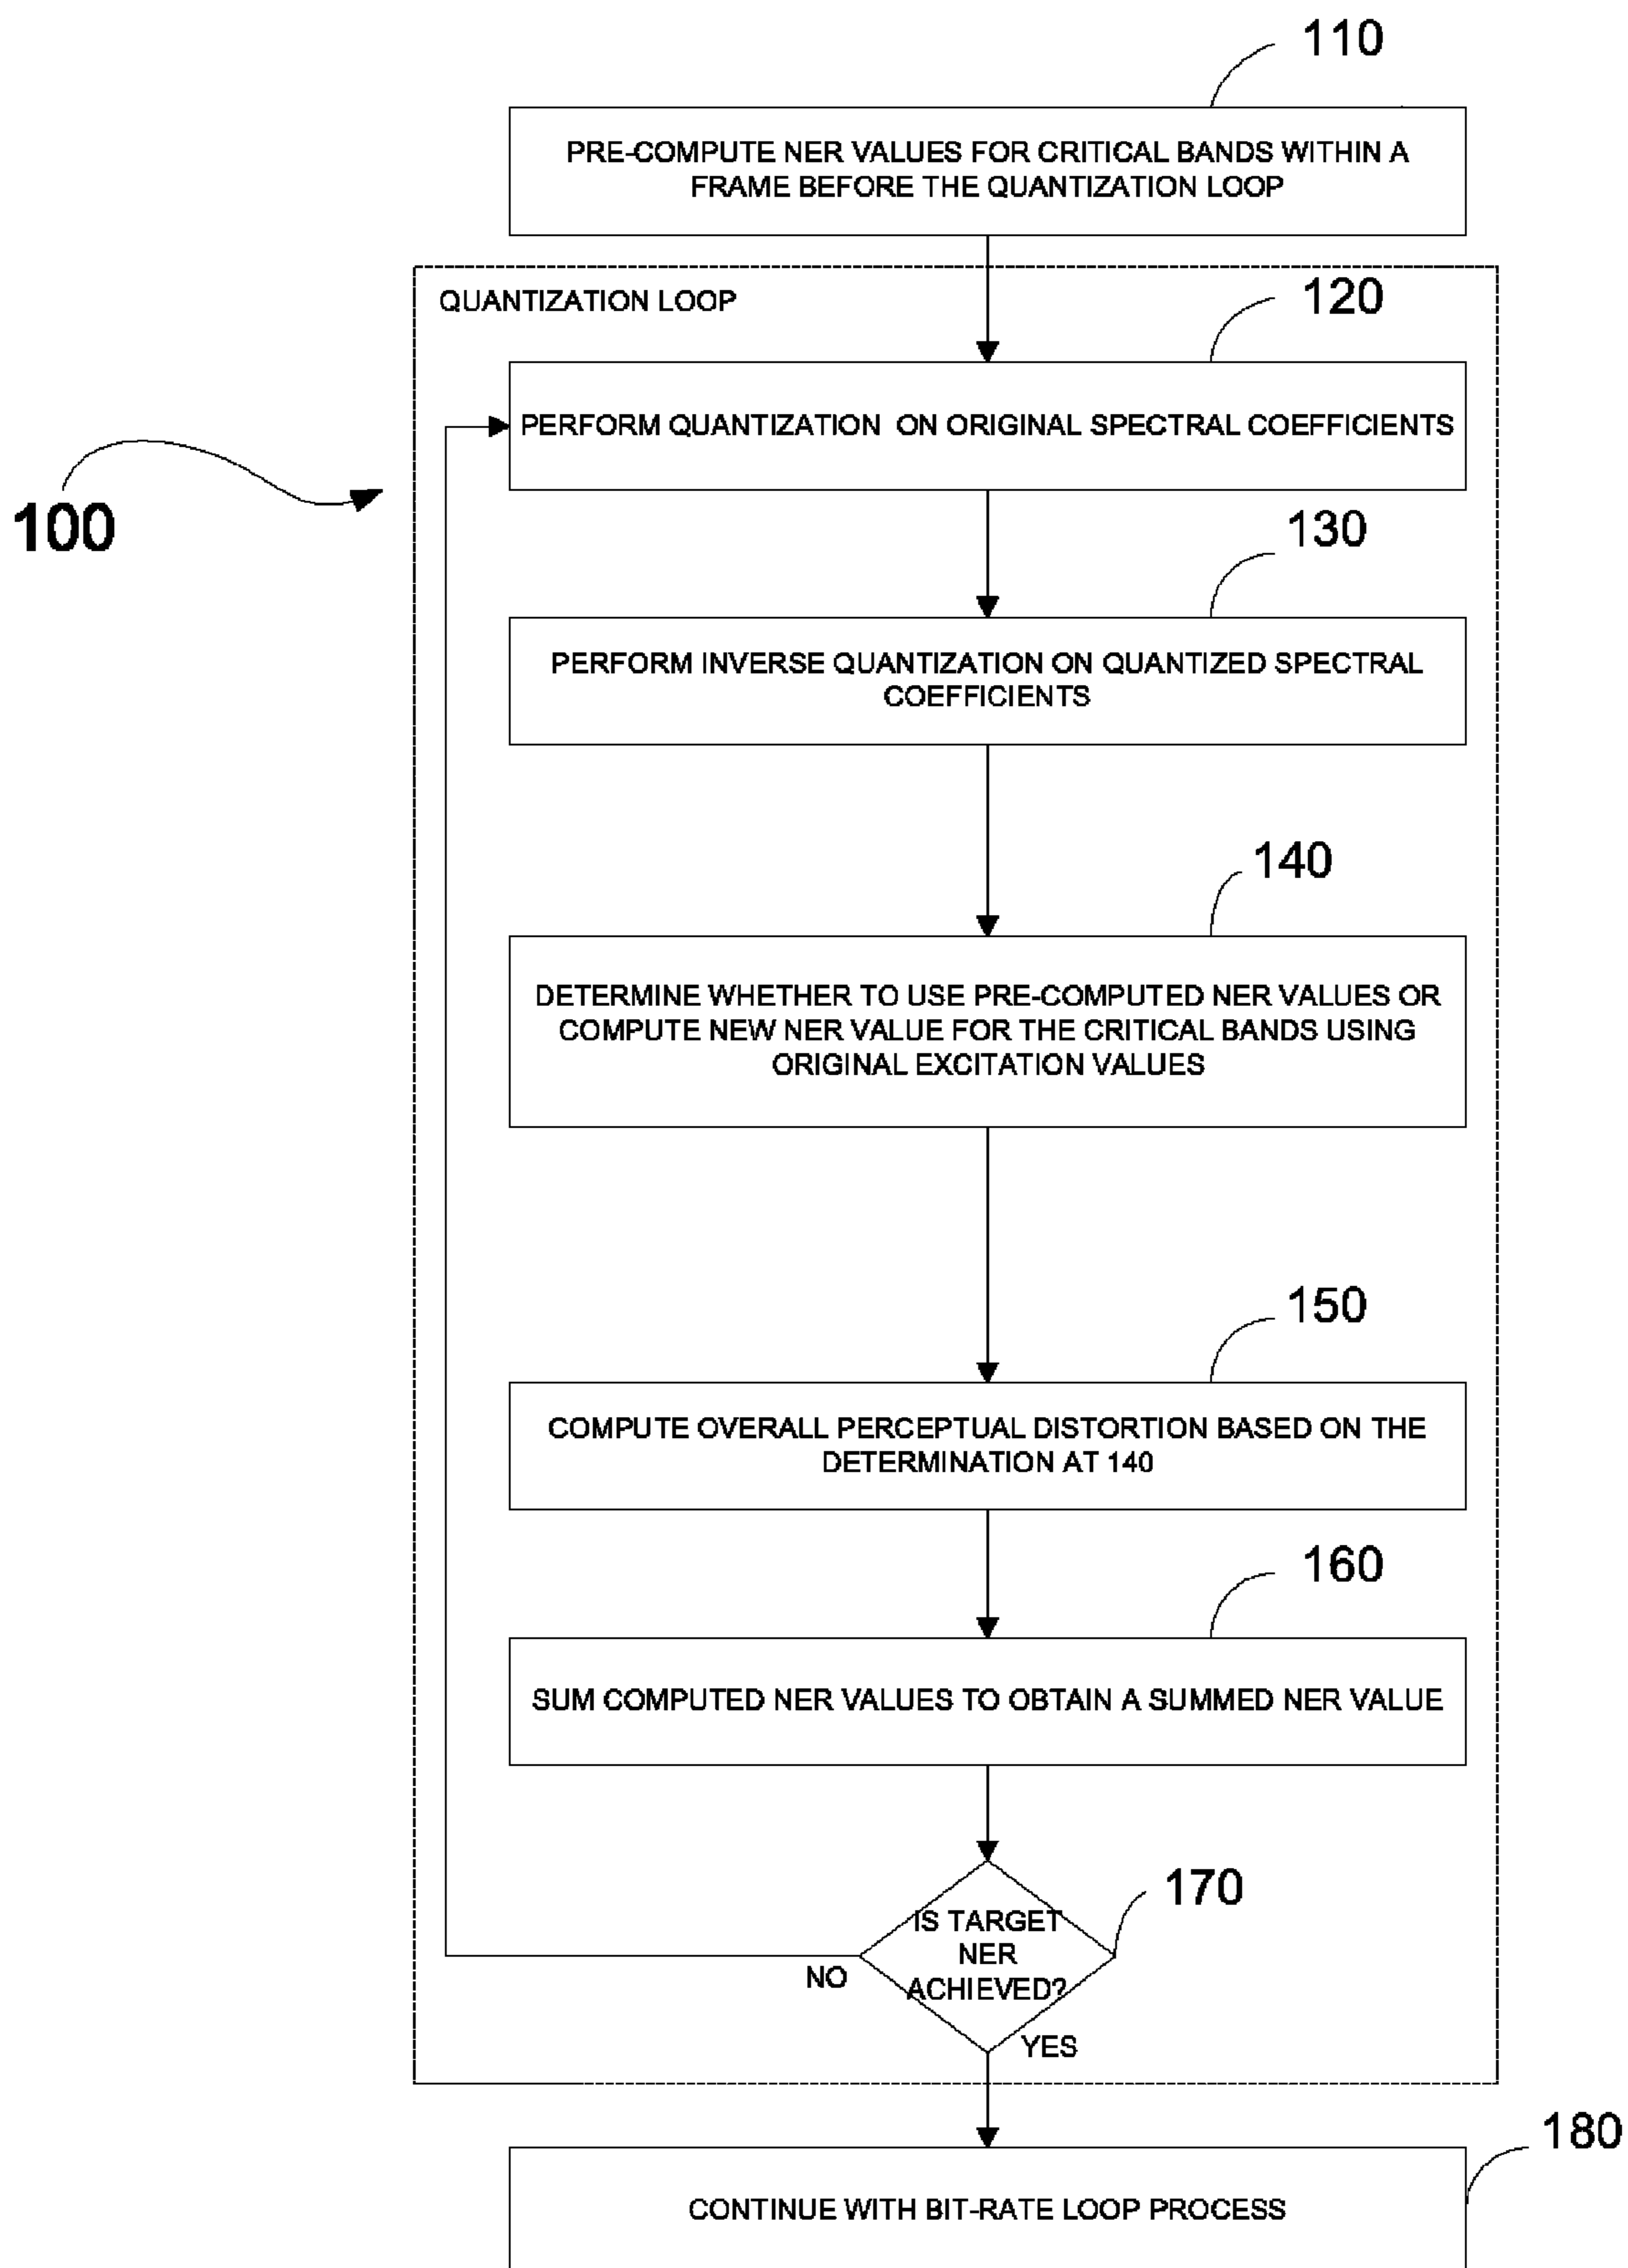 110
PRE-COMPUTE NER VALUES FOR CRITICAL BANDS WITHIN A
FRAME BEFORE THE QUANTIZATION LOOP
QUANTIZATION LOOP
120
PERFORM QUANTIZATION ON ORIGINAL SPECTRAL COEFFICIENTS
100
130
PERFORM INVERSE QUANTIZATION ON QUANTIZED SPECTRAL
COEFFICIENTS
140
DETERMINE WHETHER TO USE PRE-COMPUTED NER VALUES OR
COMPUTE NEW NER VALUE FOR THE CRITICAL BANDS USING
ORIGINAL EXCITATION VALUES
150
COMPUTE OVERALL PERCEPTUAL DISTORTION BASED ON THE
DETERMINATION AT 140
160
SUM COMPUTED NER VALUES TO OBTAIN A SUMMED NER VALUE
170
IS TARGET
NER
ACHIEVED?
NO
YES
180
CONTINUE WITH BIT-RATE LOOP PROCESS